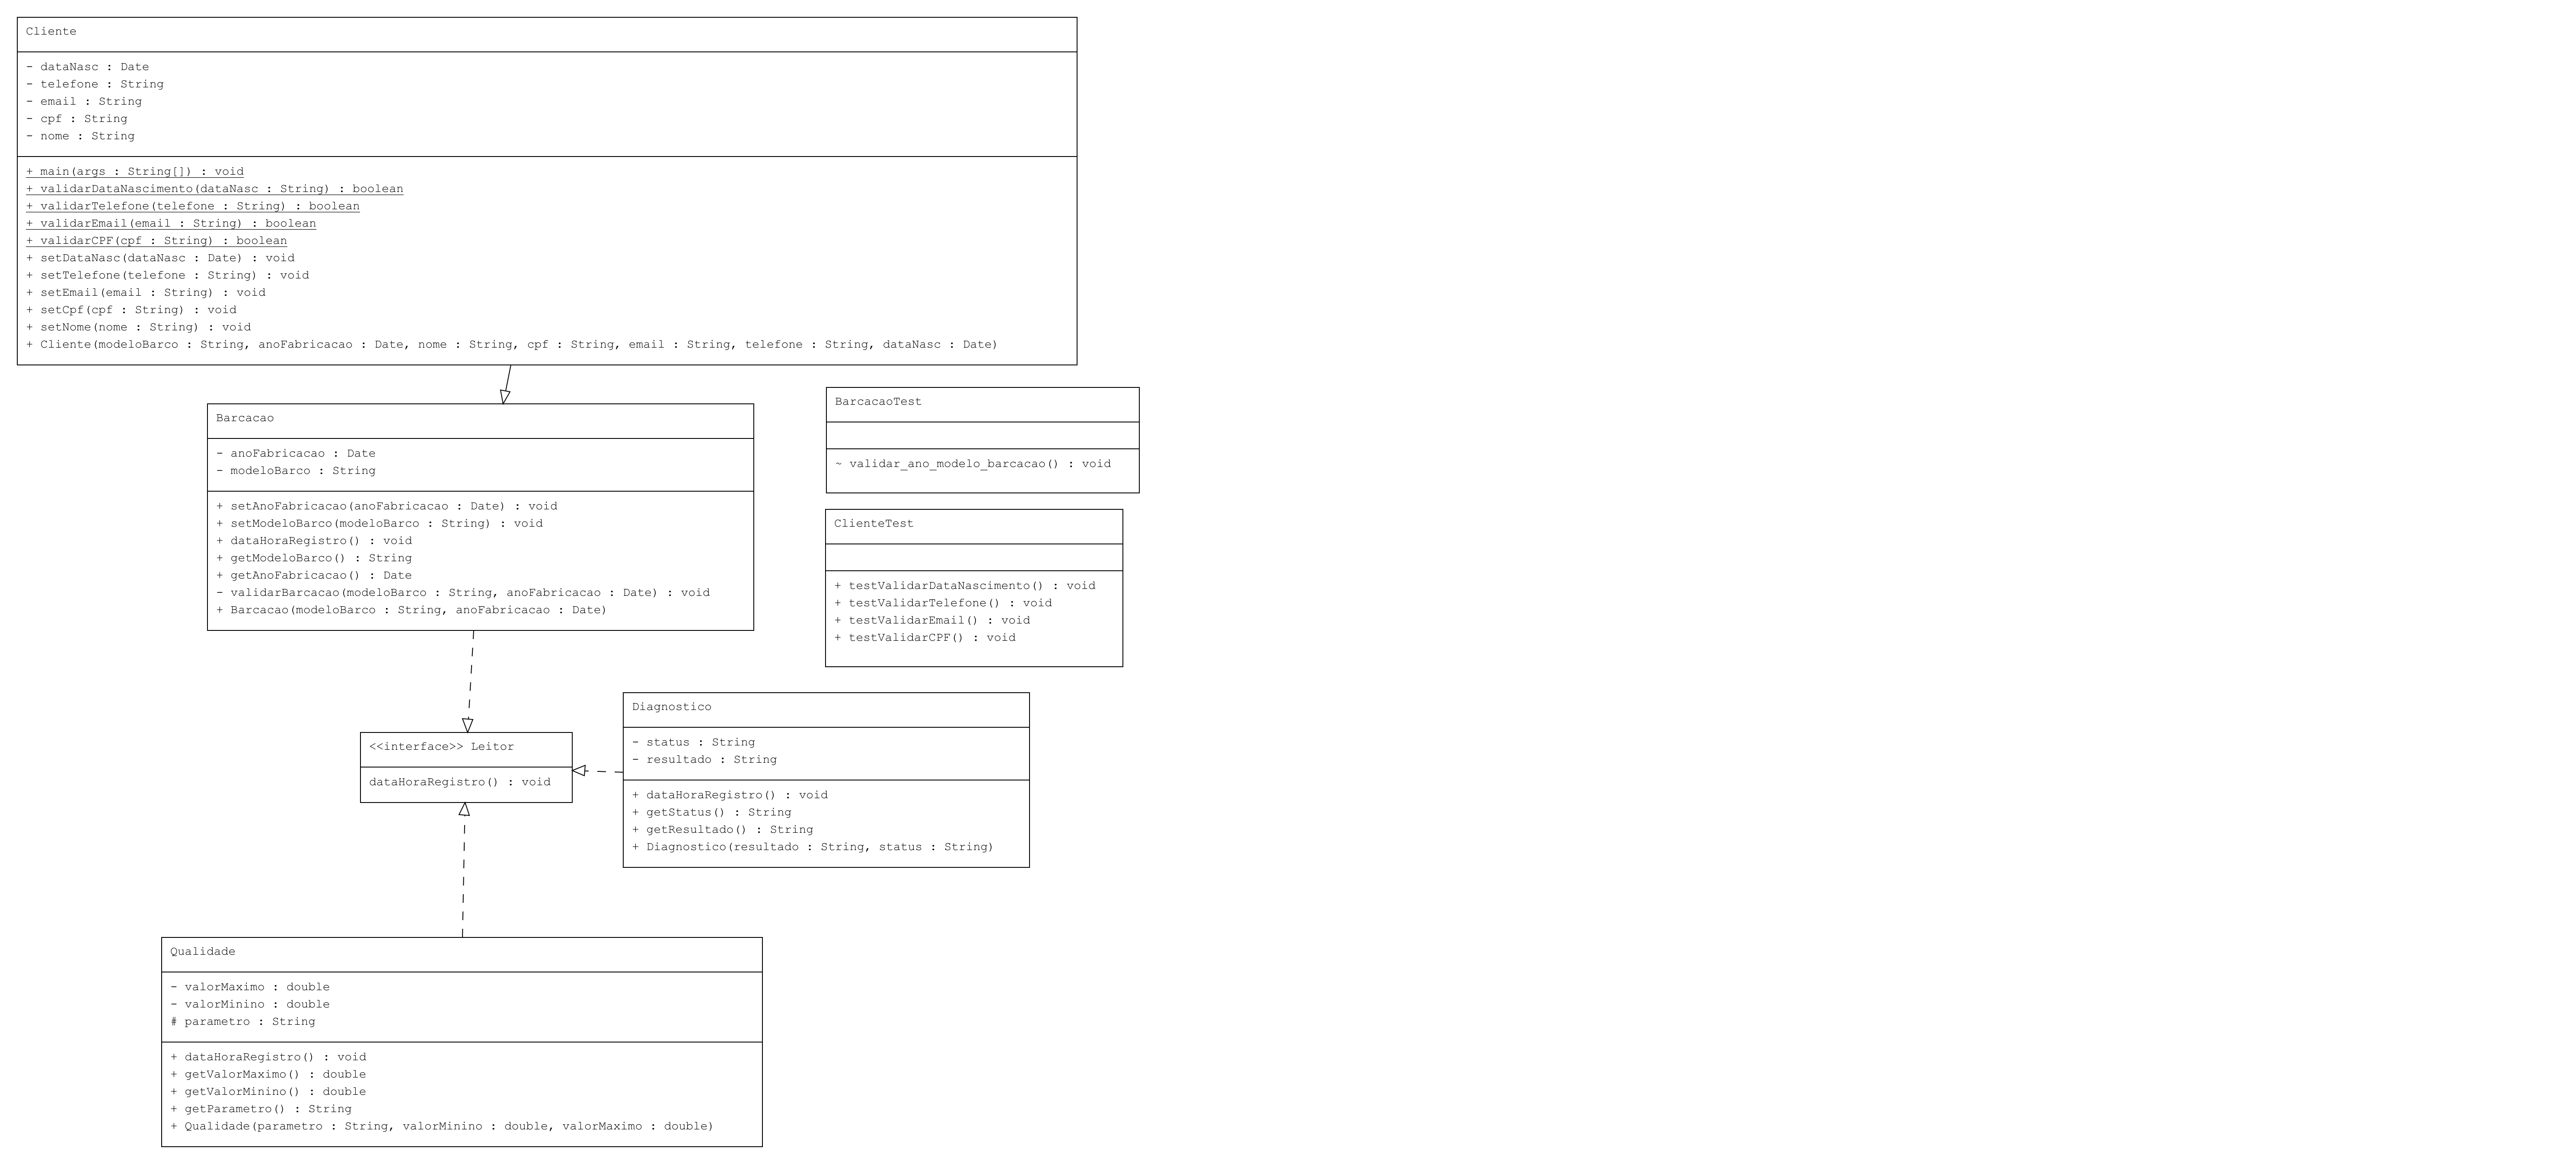 Cliente
- dataNasc : Date
- telefone : String
- email : String
- cpf : String
- nome : String
+ main(args : String[]) : void
+ validarDataNascimento(dataNasc : String) : boolean
+ validarTelefone(telefone : String) : boolean
+ validarEmail(email : String) : boolean
+ validarCPF(cpf : String) : boolean
+ setDataNasc(dataNasc : Date) : void
+ setTelefone(telefone : String) : void
+ setEmail(email : String) : void
+ setCpf(cpf : String) : void
+ setNome(nome : String) : void
+ Cliente(modeloBarco : String, anoFabricacao : Date, nome : String, cpf : String, email : String, telefone : String, dataNasc : Date)
Barcacao
- anoFabricacao : Date
- modeloBarco : String
+ setAnoFabricacao(anoFabricacao : Date) : void
+ setModeloBarco(modeloBarco : String) : void
+ dataHoraRegistro() : void
+ getModeloBarco() : String
+ getAnoFabricacao() : Date
- validarBarcacao(modeloBarco : String, anoFabricacao : Date) : void
+ Barcacao(modeloBarco : String, anoFabricacao : Date)
BarcacaoTest
~ validar_ano_modelo_barcacao() : void
ClienteTest
+ testValidarDataNascimento() : void
+ testValidarTelefone() : void
+ testValidarEmail() : void
+ testValidarCPF() : void
<<interface>> Leitor
dataHoraRegistro() : void
Diagnostico
- status : String
- resultado : String
+ dataHoraRegistro() : void
+ getStatus() : String
+ getResultado() : String
+ Diagnostico(resultado : String, status : String)
Qualidade
- valorMaximo : double
- valorMinino : double
# parametro : String
+ dataHoraRegistro() : void
+ getValorMaximo() : double
+ getValorMinino() : double
+ getParametro() : String
+ Qualidade(parametro : String, valorMinino : double, valorMaximo : double)